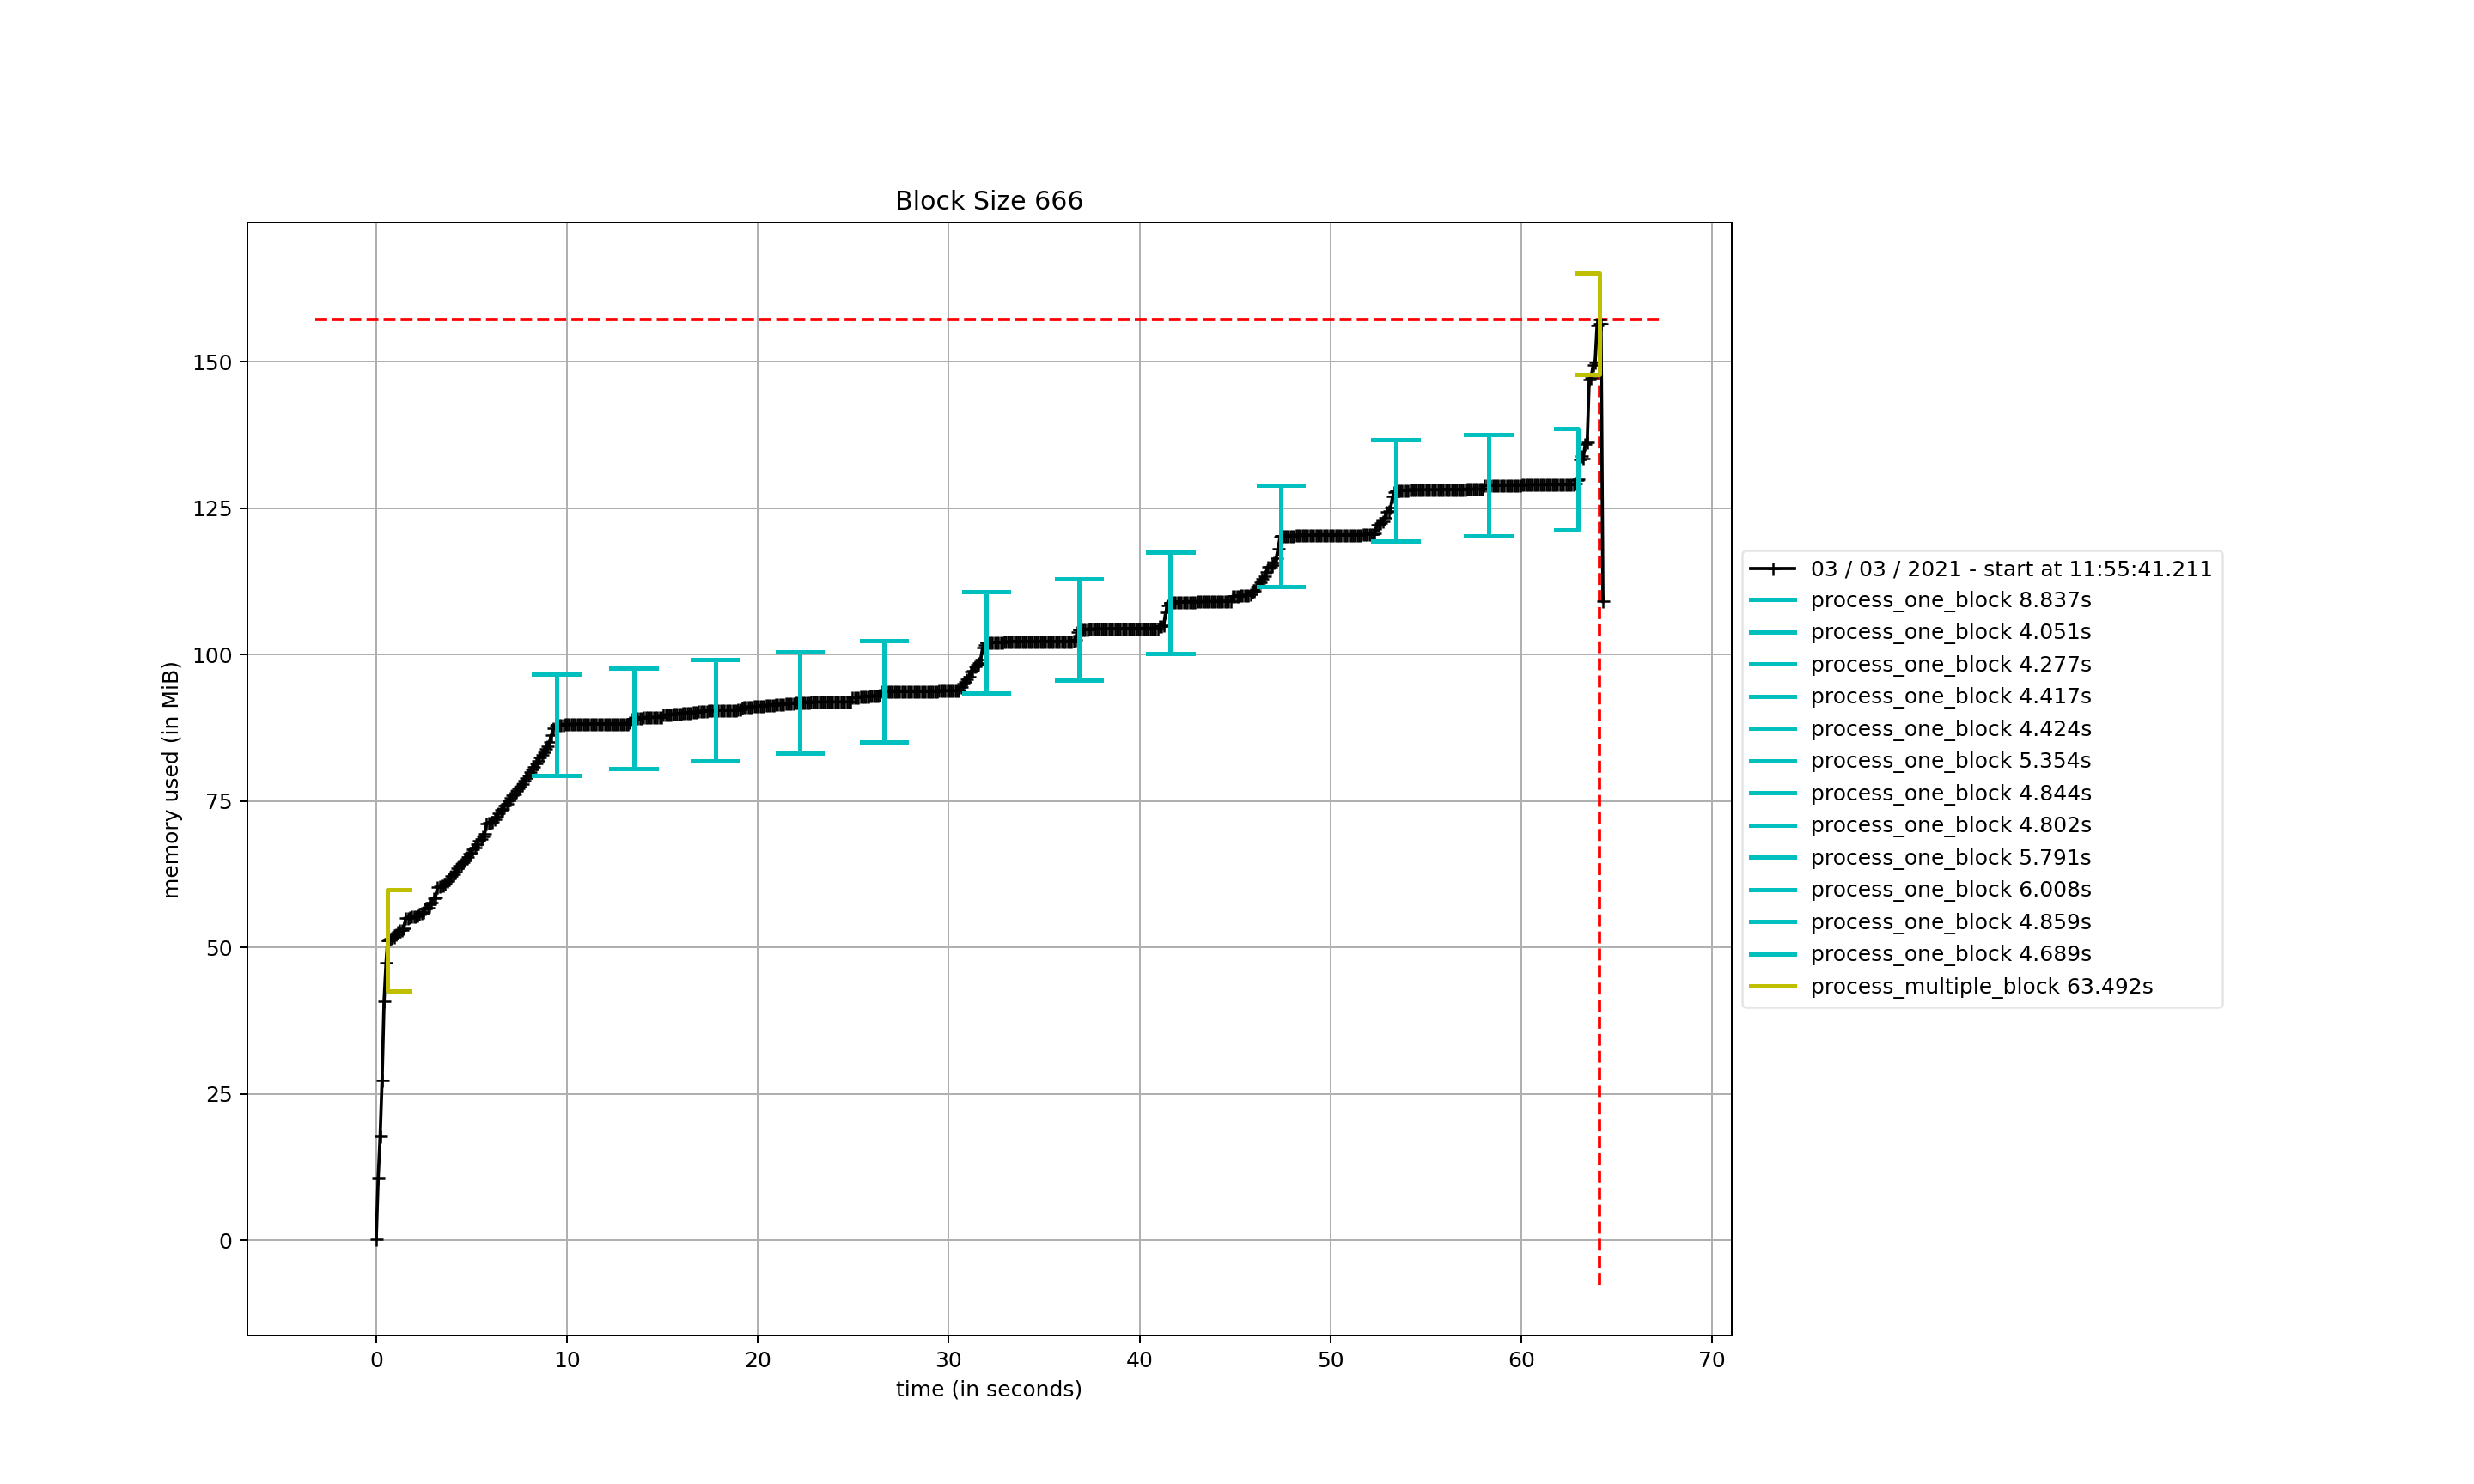 Block Size 666
memory used (in MiB)
150
125
100
75
50
25
0
0 10 20 30 40 50 60 70
time (in seconds)
03 / 03 / 2021 - start at 11:55:41.211
process_one_block 8.837s
process_one_block 4.051s
process_one_block 4.277s
process_one_block 4.417s
process_one_block 4.424s
process_one_block 5.354s
process_one_block 4.844s
process_one_block 4.802s
process_one_block 5.791s
process_one_block 6.008s
process_one_block 4.859s
process_one_block 4.689s
process_multiple_block 63.492s